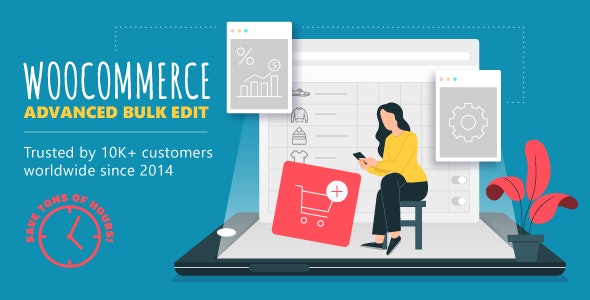 WOOCOMMERCE
ADVANCED BULK EDIT
Trusted by 10K+ customers
worldwide since 2014
SAVE TONS OF HOURS!
%
$